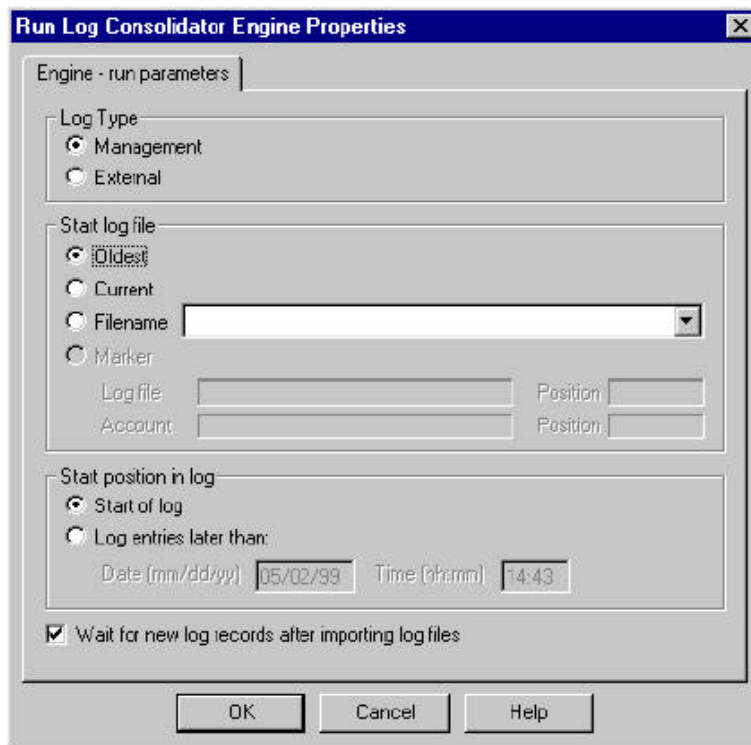 Run Log Consolidator Engine Properties
Engine - run parameters
Log Type
Management
External
Start log file
Oldest
Current
Filename
Marker
Log file Position
Account Position
Start position in log
Start of log
Log entries later than:
Date (mm/dd/yy) 05/02/99 Time (hh:mm) 14:43
Wait for new log records after importing log files
OK Cancel Help